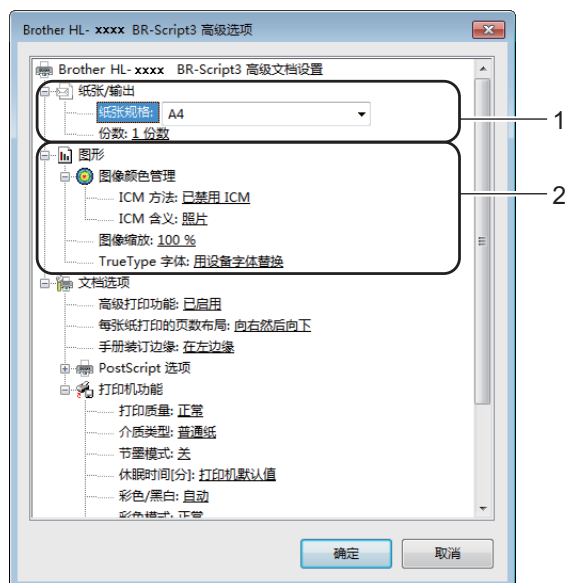 Brother HL- xxxx BR-Script3 高级选项
Brother HL- xxxx BR-Script3 高级文档设置
纸张/输出
纸张规格: A4
份数: 1 份数
1
图形
图像颜色管理
2
ICM 方法: 已禁用 ICM
ICM 含义: 照片
图像缩放: 100 %
TrueType 字体: 用设备字体替换
文档选项
高级打印功能: 已启用
每张纸打印的页数布局: 向右然后向下
手册装订边缘: 在左边缘
PostScript 选项
打印机功能
打印质量: 正常
介质类型: 普通纸
节墨模式: 关
休眠时间[分]: 打印机默认值
彩色/黑白: 自动
彩色模式: 正常
确定 取消